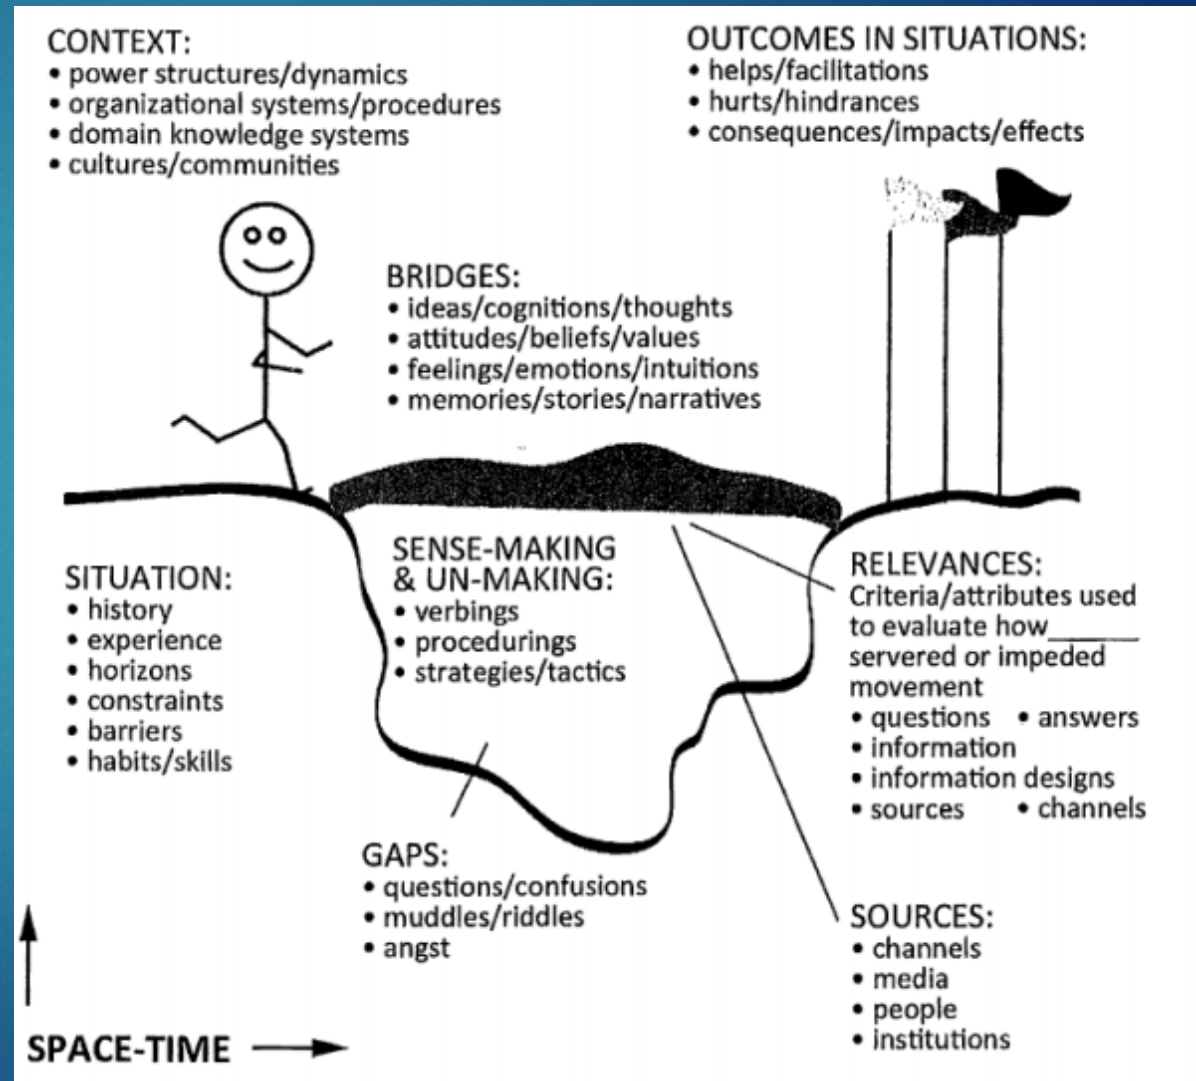 CONTEXT:
• power structures/dynamics
• organizational systems/procedures
• domain knowledge systems
• cultures/communities
OUTCOMES IN SITUATIONS:
• helps/facilitations
• hurts/hindrances
• consequences/impacts/effects
BRIDGES:
• ideas/cognitions/thoughts
• attitudes/beliefs/values
• feelings/emotions/intuitions
• memories/stories/narratives
SITUATION:
• history
• experience
• horizons
• constraints
• barriers
• habits/skills
SENSE-MAKING
& UN-MAKING:
• verbings
• procedurings
• strategies/tactics
RELEVANCES:
Criteria/attributes used
to evaluate how______
servered or impeded
movement
• questions • answers
• information
• information designs
• sources • channels
GAPS:
• questions/confusions
• muddles/riddles
• angst
SOURCES:
• channels
• media
• people
• institutions
SPACE-TIME